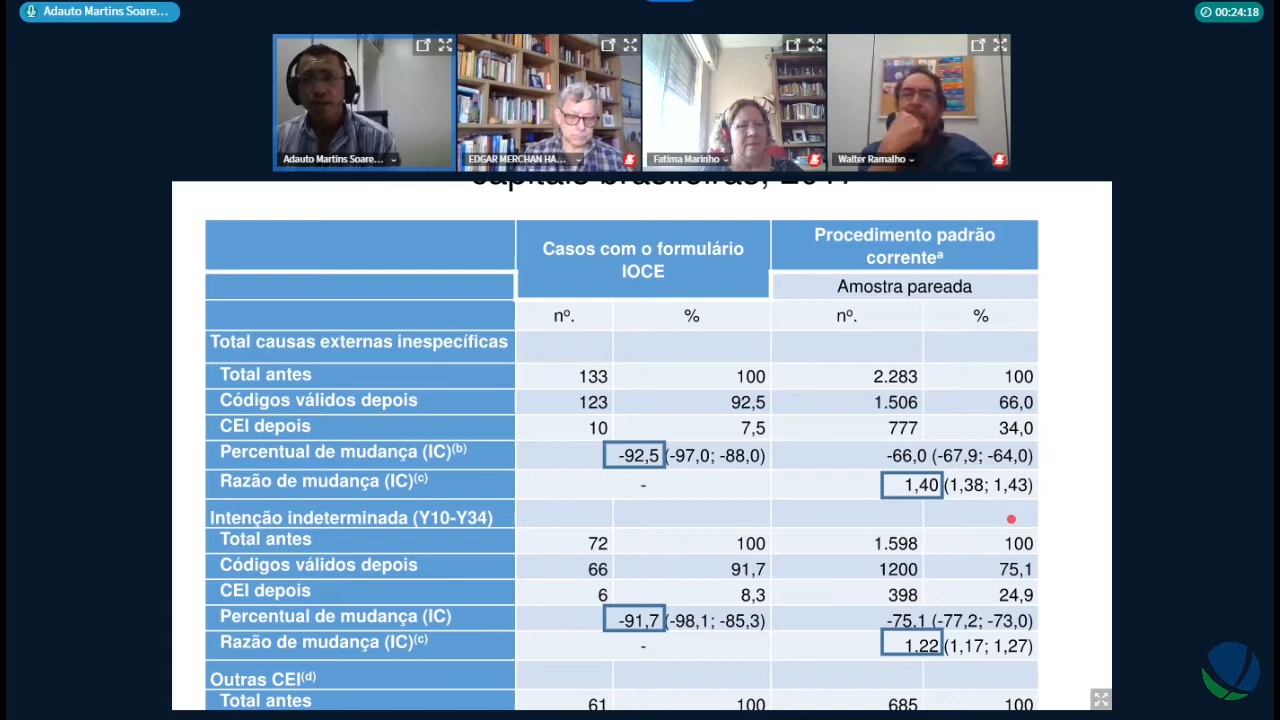 Adauto Martins Soare...
00:24:18
Adauto Martins Soare...
EDGAR MERCHAN HA...
Fatima Marinho
Walter Ramalho
capitais brasileiras, 2017
Casos com o formulário
IOCE
Procedimento padrão
correnteᵃ
Amostra pareada
nº. % nº. %
Total causas externas inespecíficas
Total antes 133 100 2.283 100
Códigos válidos depois 123 92,5 1.506 66,0
CEI depois 10 7,5 777 34,0
Percentual de mudança (IC)⁽ᵇ⁾ -92,5 (-97,0; -88,0) -66,0 (-67,9; -64,0)
Razão de mudança (IC)⁽ᶜ⁾ - 1,40 (1,38; 1,43)
Intenção indeterminada (Y10-Y34)
Total antes 72 100 1.598 100
Códigos válidos depois 66 91,7 1200 75,1
CEI depois 6 8,3 398 24,9
Percentual de mudança (IC) -91,7 (-98,1; -85,3) -75,1 (-77,2; -73,0)
Razão de mudança (IC)⁽ᶜ⁾ - 1,22 (1,17; 1,27)
Outras CEI⁽ᵈ⁾
Total antes 61 100 685 100